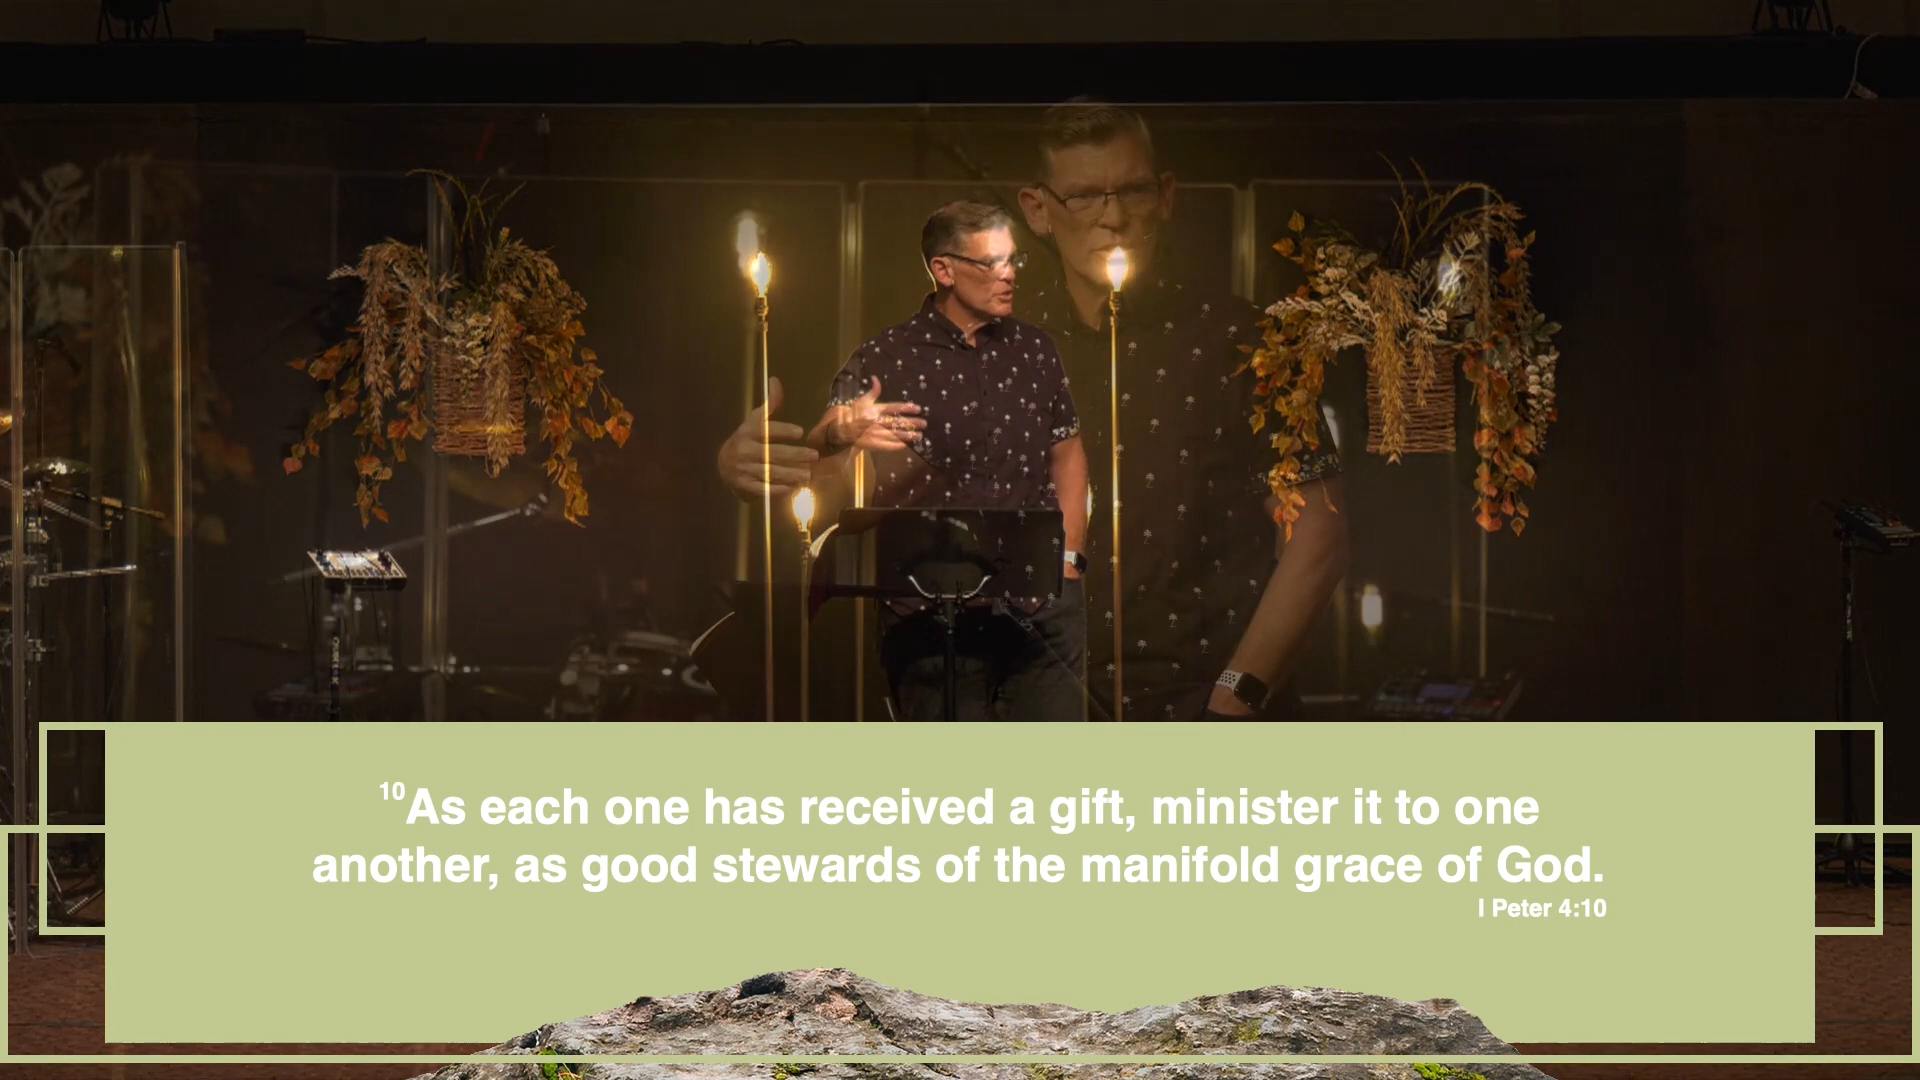 10As each one has received a gift, minister it to one
another, as good stewards of the manifold grace of God.
I Peter 4:10